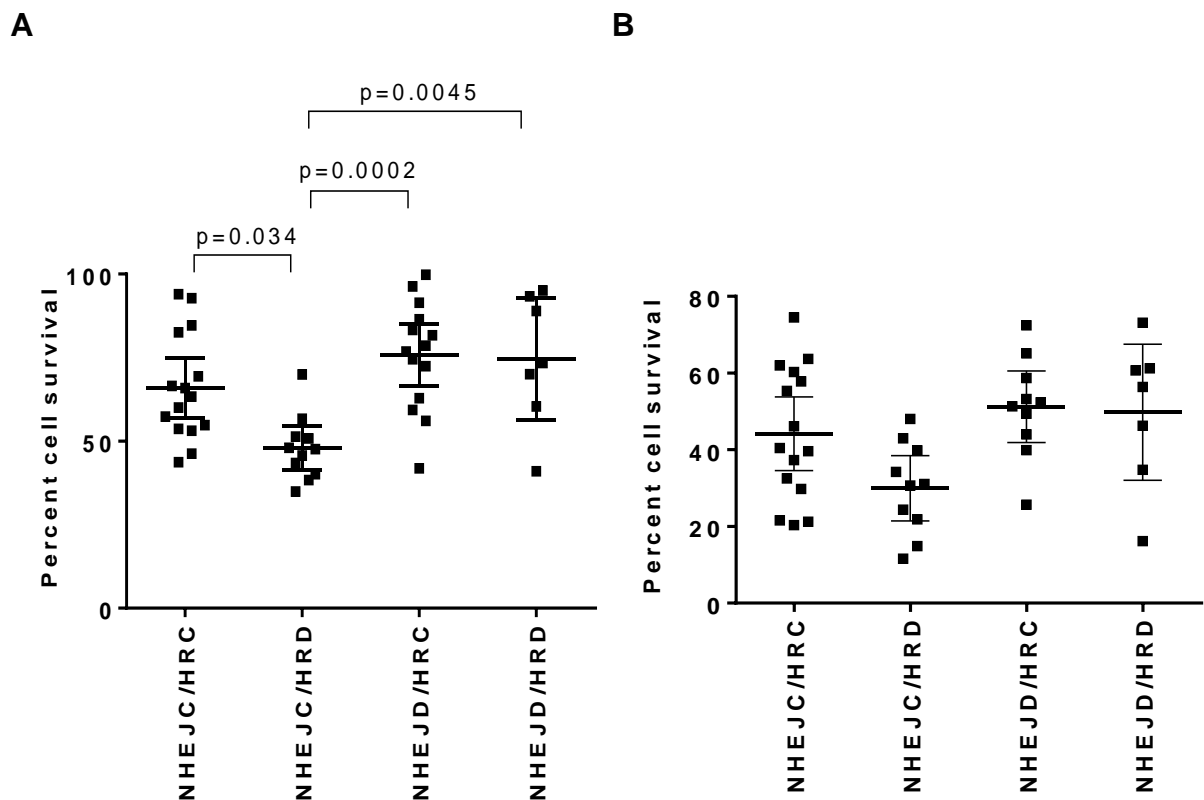 A
B
p=0.0045
p=0.0002
p=0.034
Percent cell survival
100
50
0
NHEJC/HRC
NHEJC/HRD
NHEJD/HRC
NHEJD/HRD
Percent cell survival
80
60
40
20
0
NHEJC/HRC
NHEJC/HRD
NHEJD/HRC
NHEJD/HRD